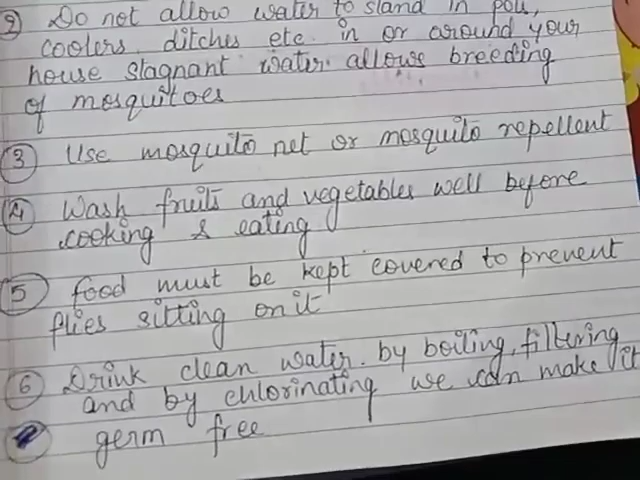 ② Do not allow water to stand in pots,
coolers, ditches etc. in or around your
house stagnant water. allows breeding
of mosquitoes
③ Use mosquito net or mosquito repellent
④ Wash fruits and vegetables well before
cooking & eating
⑤ food must be kept covered to prevent
flies sitting on it
⑥ Drink clean water. by boiling, filtering
and by chlorinating we can make it
germ free